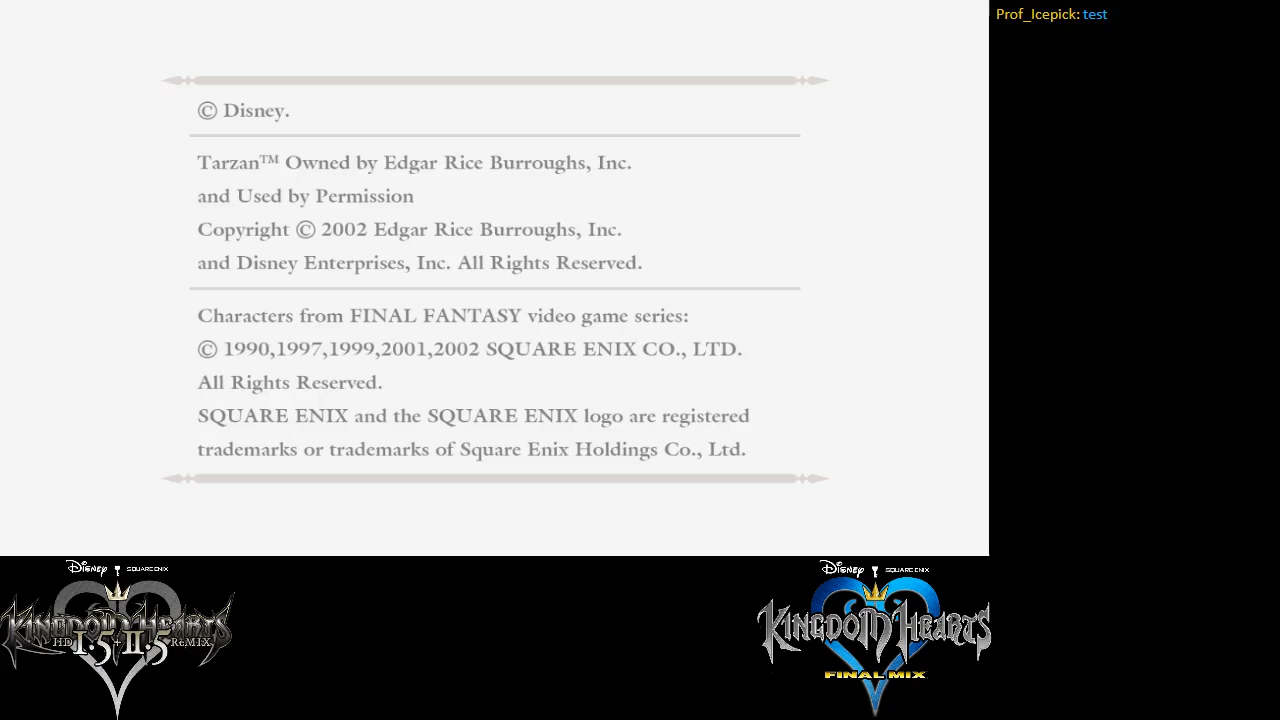 Prof_Icepick: test
© Disney.
Tarzan™ Owned by Edgar Rice Burroughs, Inc.
and Used by Permission
Copyright © 2002 Edgar Rice Burroughs, Inc.
and Disney Enterprises, Inc. All Rights Reserved.
Characters from FINAL FANTASY video game series:
© 1990,1997,1999,2001,2002 SQUARE ENIX CO., LTD.
All Rights Reserved.
SQUARE ENIX and the SQUARE ENIX logo are registered
trademarks or trademarks of Square Enix Holdings Co., Ltd.
Disney SQUARE ENIX
KINGDOM HEARTS
HD I.5+II.5 ReMIX
Disney SQUARE ENIX
KINGDOM HEARTS
FINAL MIX